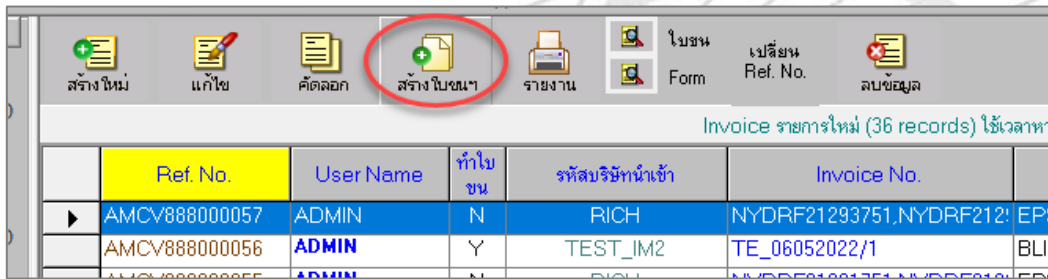 ใบขน
เปลี่ยน
Form
Ref. No.
สร้างใหม่ แก้ไข คัดลอก สร้างใบขนฯ รายงาน ลบข้อมูล
Invoice รายการใหม่ (36 records) ใช้เวลาหา
Ref. No. User Name ทำใบขน รหัสบริษัทนำเข้า Invoice No.
AMCV888000057 ADMIN N RICH NYDRF21293751,NYDRF212 EP
AMCV888000056 ADMIN Y TEST_IM2 TE_06052022/1 BLI